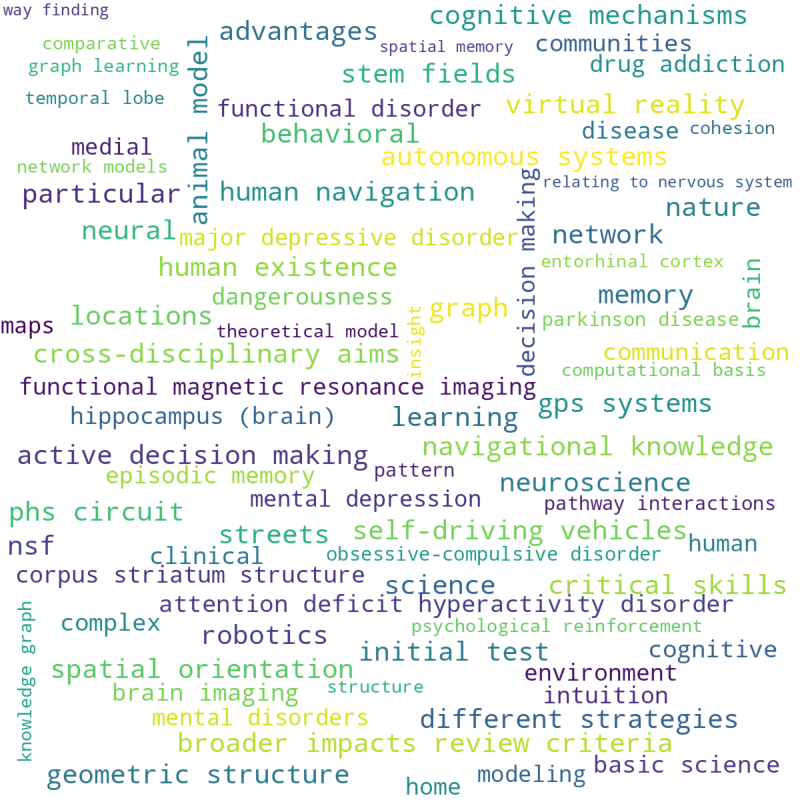 way finding
cognitive mechanisms
advantages
comparative
spatial memory
communities
graph learning
stem fields
drug addiction
temporal lobe
animal model
functional disorder
virtual reality
behavioral
disease
cohesion
medial
network models
autonomous systems
particular
human navigation
decision making
relating to nervous system
nature
neural
major depressive disorder
network
human existence
entorhinal cortex
brain
dangerousness
memory
maps
locations
theoretical model
insight
graph
parkinson disease
cross-disciplinary aims
communication
computational basis
functional magnetic resonance imaging
hippocampus (brain)
learning
gps systems
active decision making
navigational knowledge
episodic memory
pattern
neuroscience
phs circuit
mental depression
pathway interactions
streets
self-driving vehicles
nsf
clinical
obsessive-compulsive disorder
human
corpus striatum structure
science
critical skills
attention deficit hyperactivity disorder
knowledge graph
complex
robotics
psychological reinforcement
initial test
cognitive
spatial orientation
environment
brain imaging
structure
intuition
mental disorders
different strategies
broader impacts review criteria
geometric structure
home
modeling
basic science